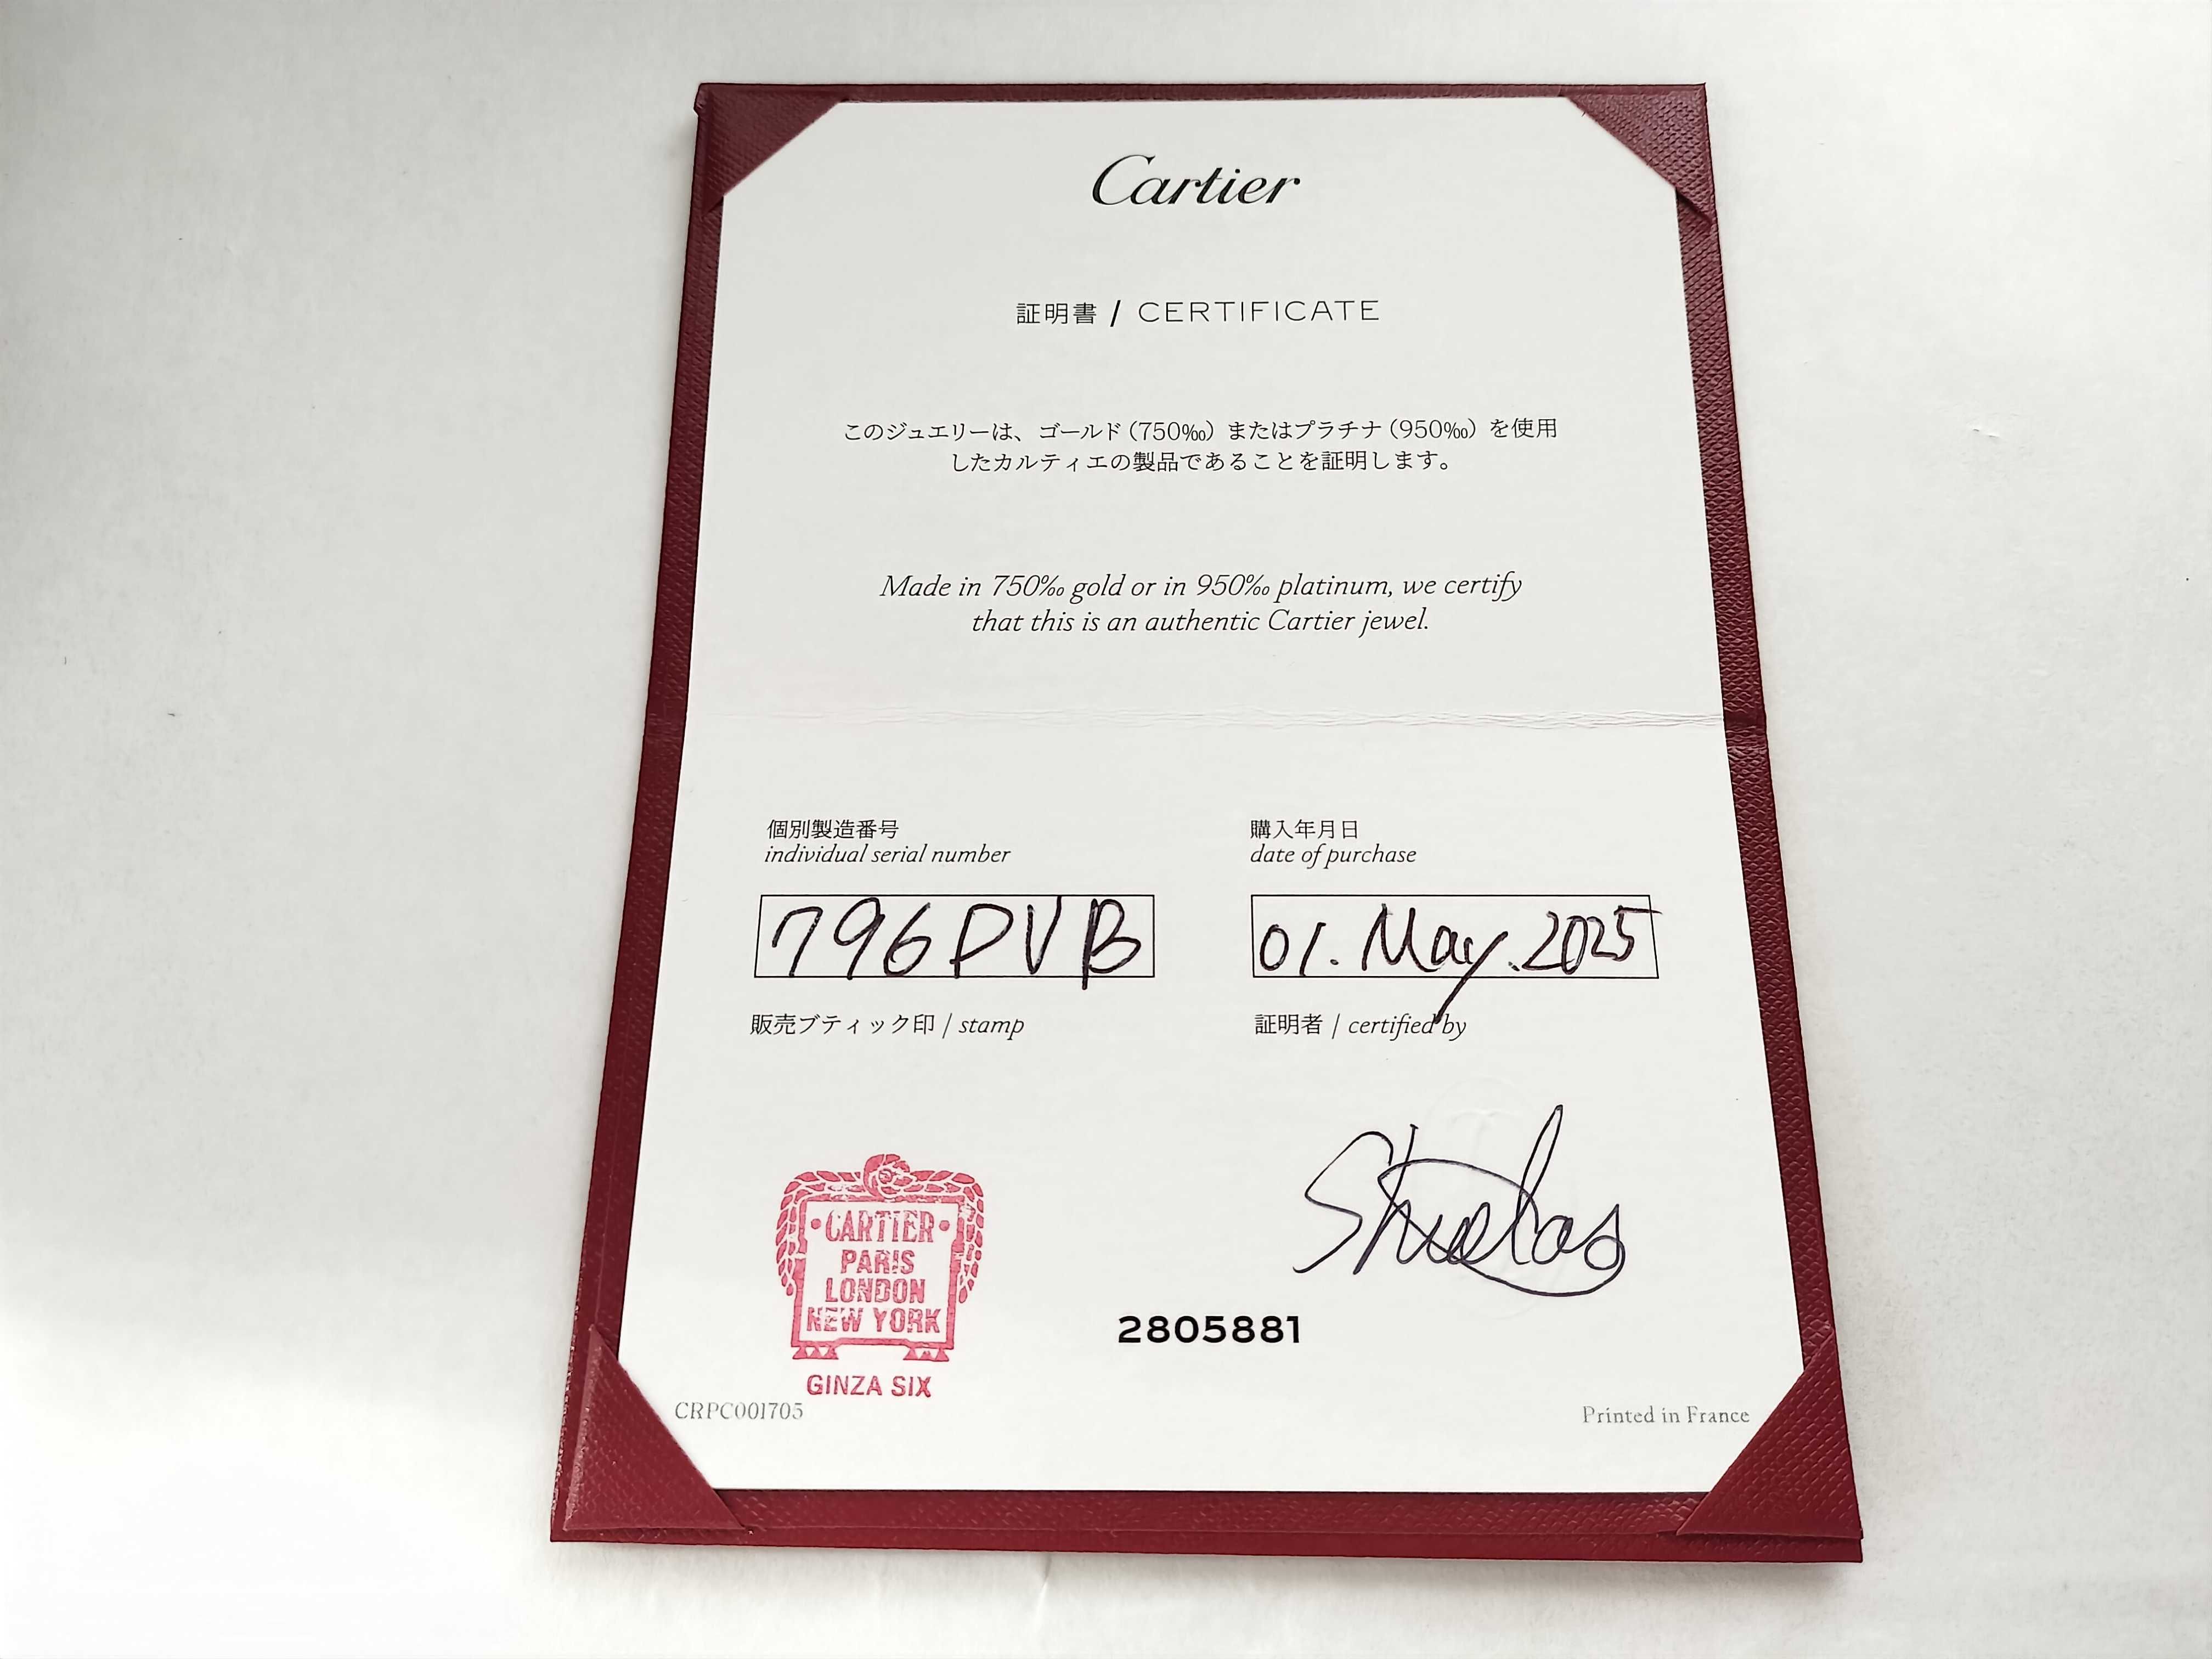 Cartier
証明書 / CERTIFICATE
このジュエリーは、ゴールド（750‰）またはプラチナ（950‰）を使用
したカルティエの製品であることを証明します。
Made in 750‰ gold or in 950‰ platinum, we certify
that this is an authentic Cartier jewel.
個別製造番号
individual serial number
796DVB
購入年月日
date of purchase
01. May. 2025
販売ブティック印 / stamp
証明者 / certified by
・CARTIER・
PARIS
LONDON
NEW YORK
GINZA SIX
2805881
CRPC001705
Printed in France